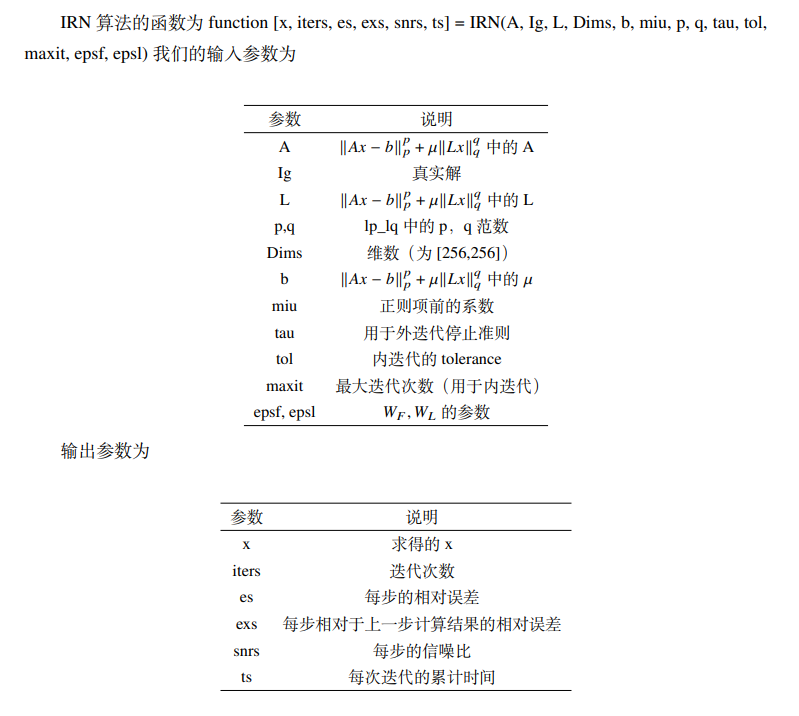 IRN 算法的函数为 function [x, iters, es, exs, snrs, ts] = IRN(A, Ig, L, Dims, b, miu, p, q, tau, tol,
maxit, epsf, epsl) 我们的输入参数为
参数 说明
A ∥Ax − b∥_p^p + μ∥Lx∥_q^q 中的 A
Ig 真实解
L ∥Ax − b∥_p^p + μ∥Lx∥_q^q 中的 L
p,q lp_lq 中的 p，q 范数
Dims 维数（为 [256,256]）
b ∥Ax − b∥_p^p + μ∥Lx∥_q^q 中的 μ
miu 正则项前的系数
tau 用于外迭代停止准则
tol 内迭代的 tolerance
maxit 最大迭代次数（用于内迭代）
epsf, epsl W_F, W_L 的参数
输出参数为
参数 说明
x 求得的 x
iters 迭代次数
es 每步的相对误差
exs 每步相对于上一步计算结果的相对误差
snrs 每步的信噪比
ts 每次迭代的累计时间